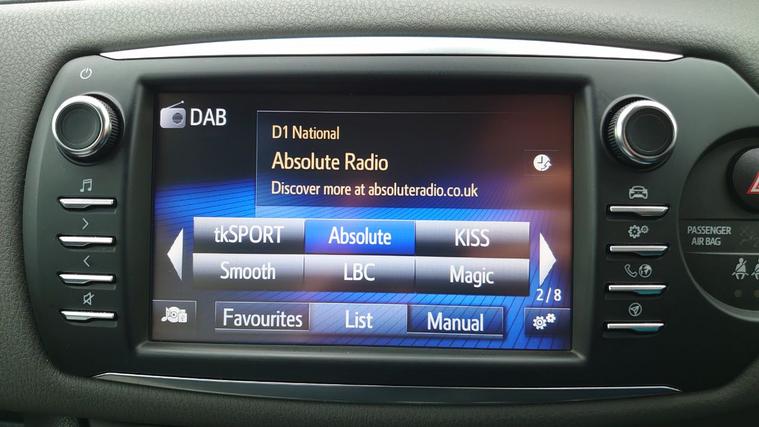 DAB
D1 National
Absolute Radio
Discover more at absoluteradio.co.uk
tkSPORT Absolute KISS
Smooth LBC Magic
2/8
Favourites List Manual
PASSENGER
AIR BAG